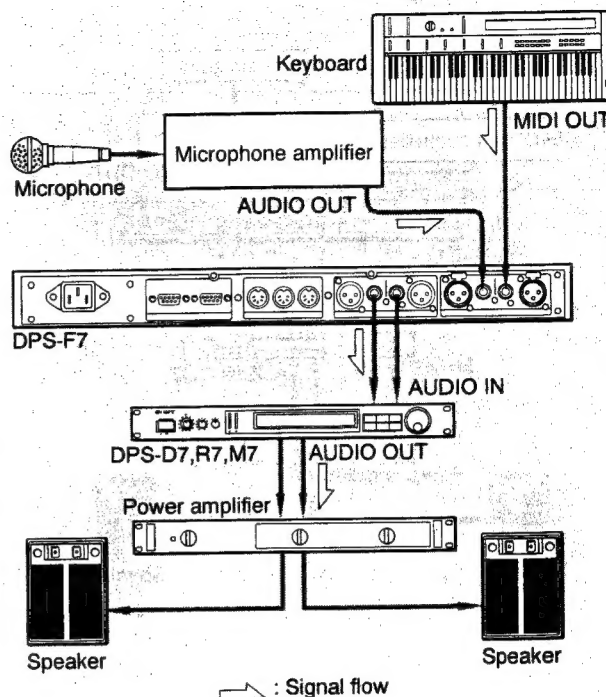 Keyboard
MIDI OUT
Microphone amplifier
Microphone
AUDIO OUT
DPS-F7
AUDIO IN
DPS-D7,R7,M7
AUDIO OUT
Power amplifier
Speaker
Speaker
: Signal flow